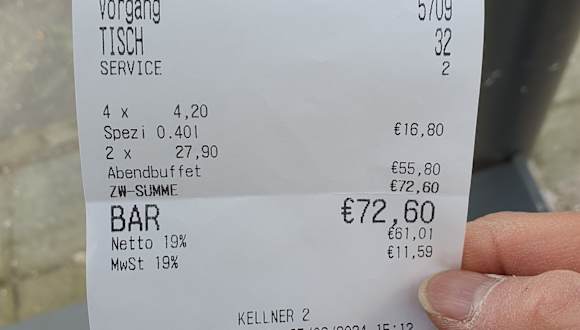 Vorgang 5709
TISCH 32
SERVICE 2
4 x 4,20
Spezi 0.40l €16,80
2 x 27,90
Abendbuffet €55,80
ZW-SUMME €72,60
BAR €72,60
Netto 19% €61,01
MwSt 19% €11,59
KELLNER 2